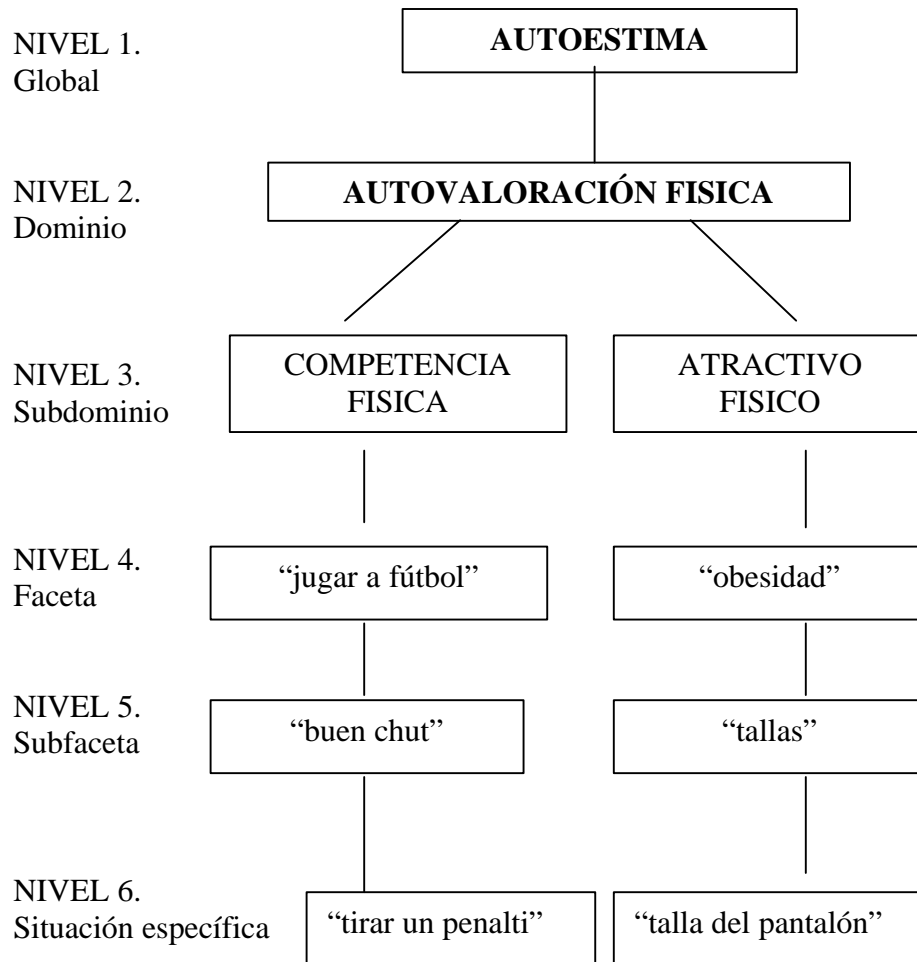 NIVEL 1.
Global
AUTOESTIMA
NIVEL 2.
Dominio
AUTOVALORACIÓN FISICA
NIVEL 3.
Subdominio
COMPETENCIA
FISICA
ATRACTIVO
FISICO
NIVEL 4.
Faceta
“jugar a fútbol”
“obesidad”
NIVEL 5.
Subfaceta
“buen chut”
“tallas”
NIVEL 6.
Situación específica
“tirar un penalti”
“talla del pantalón”